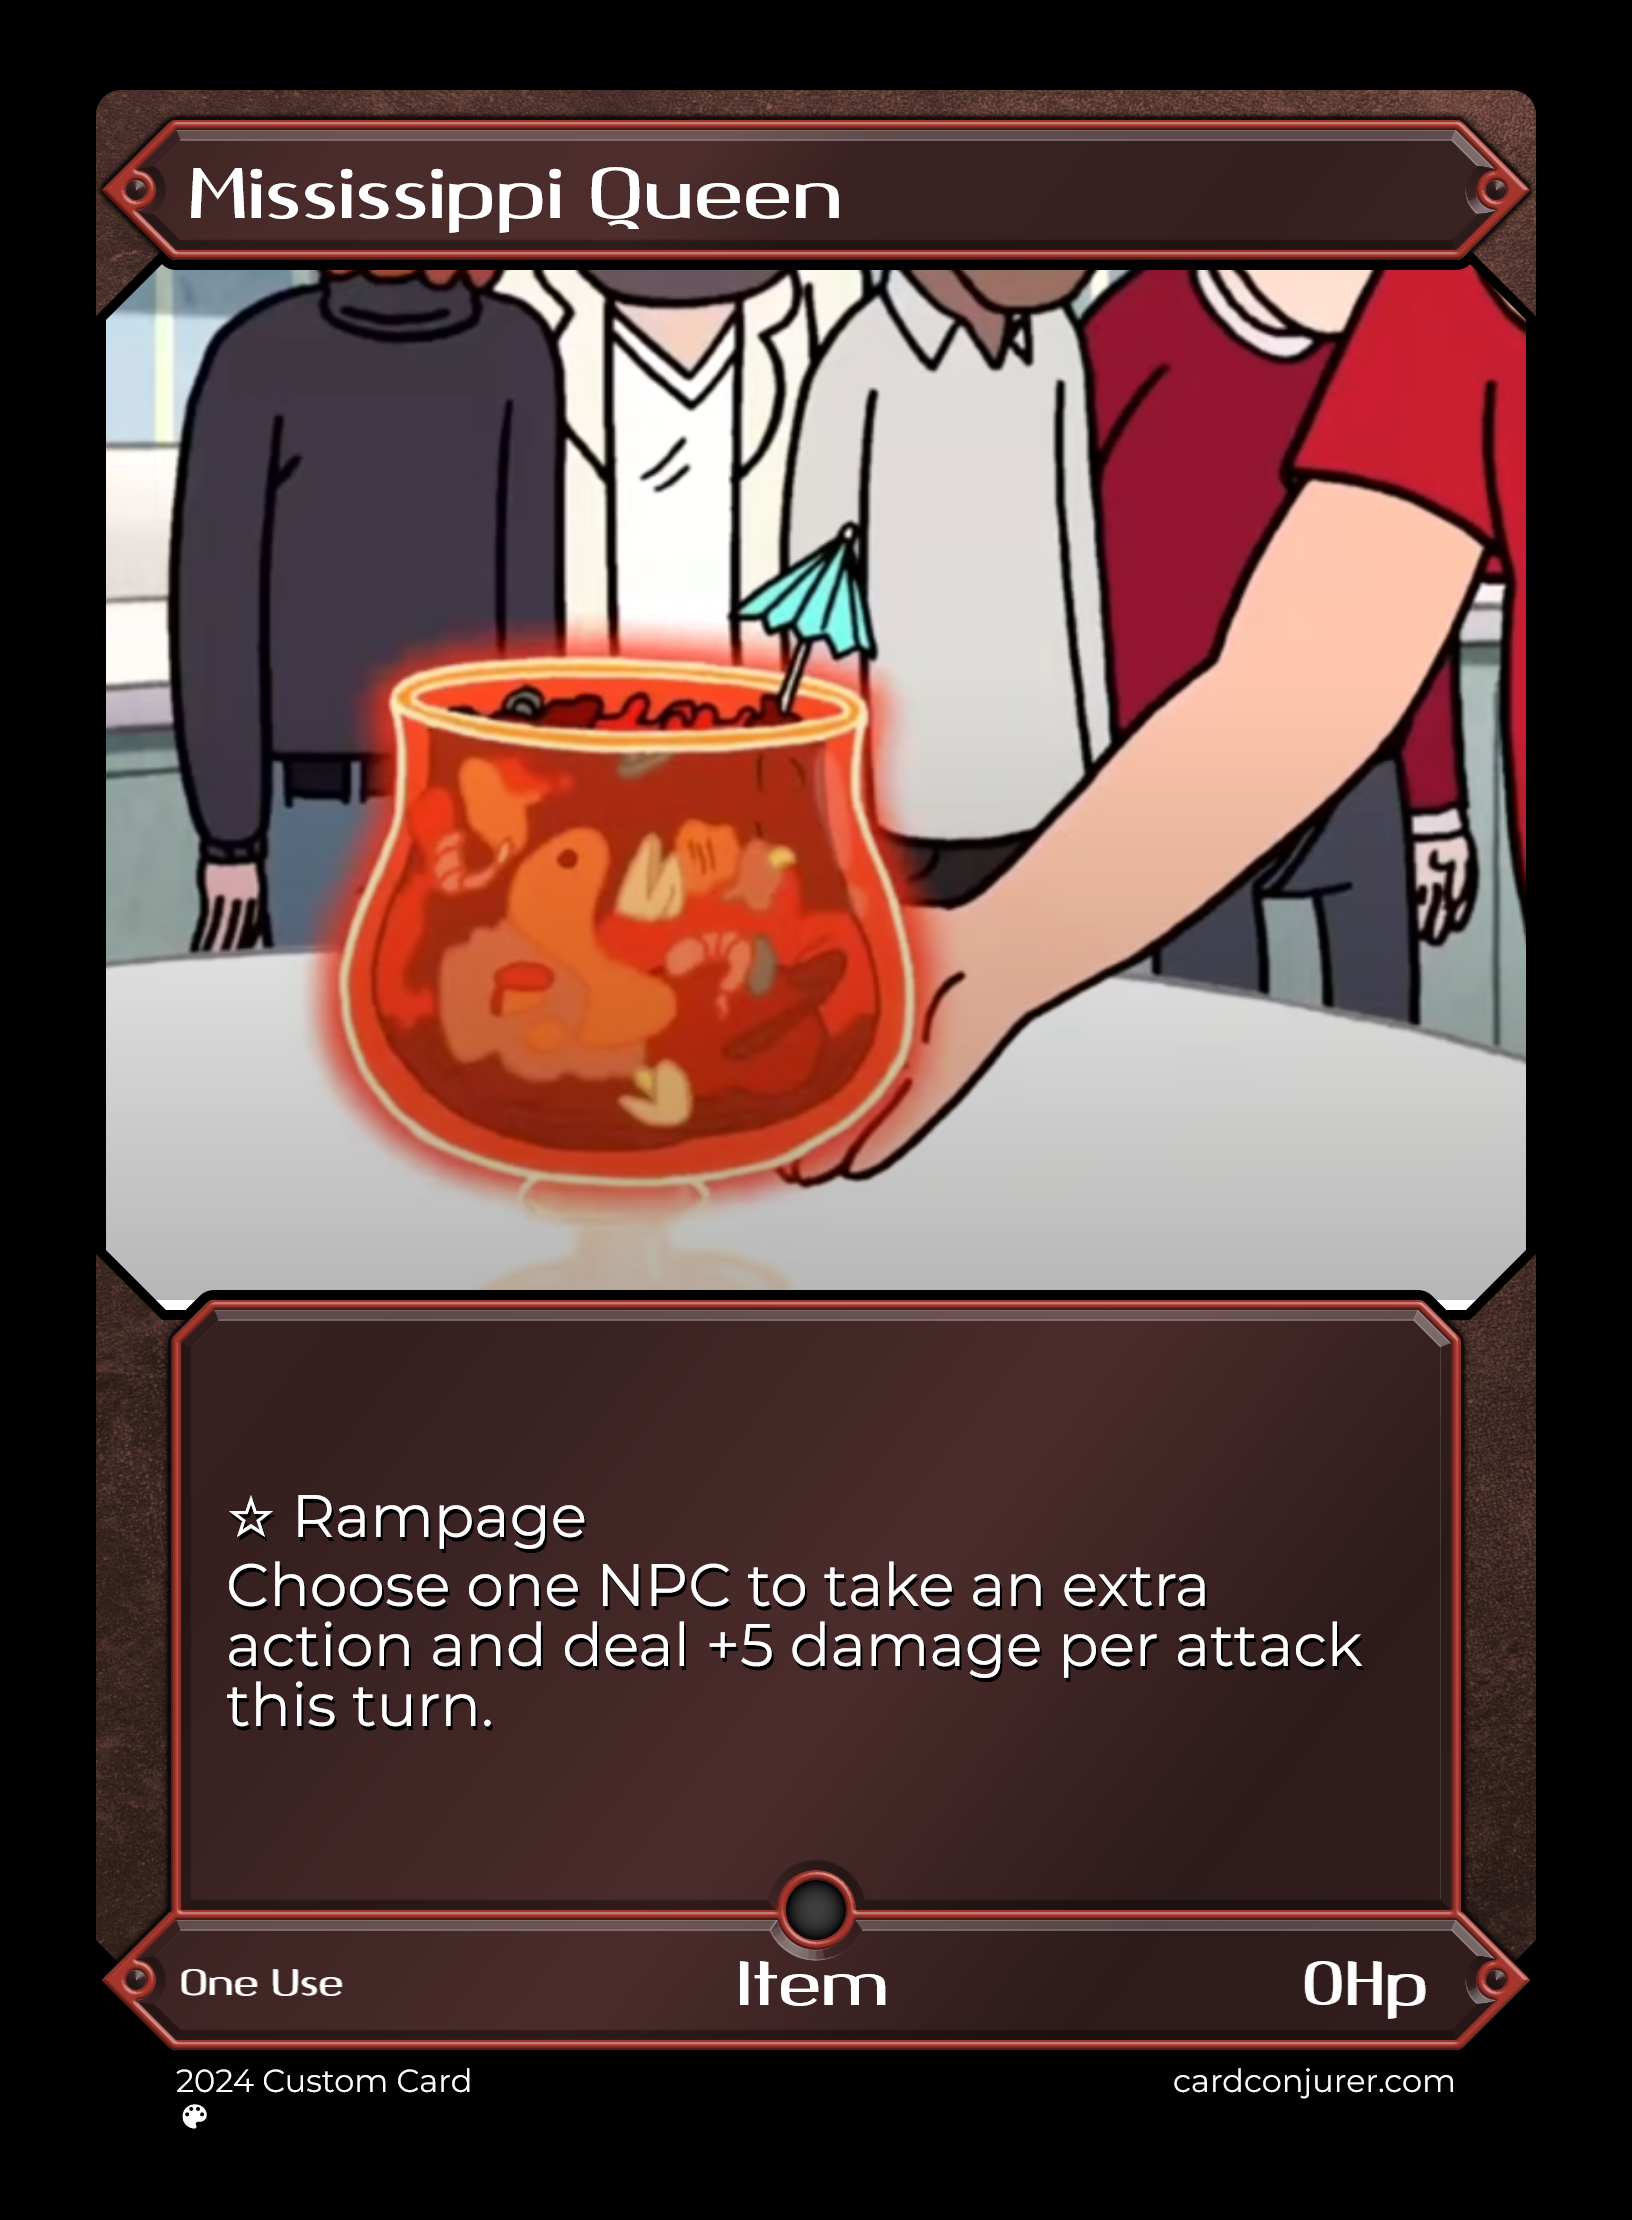 Mississippi Queen
☆ Rampage
Choose one NPC to take an extra
action and deal +5 damage per attack
this turn.
One Use
Item
0Hp
2024 Custom Card
cardconjurer.com